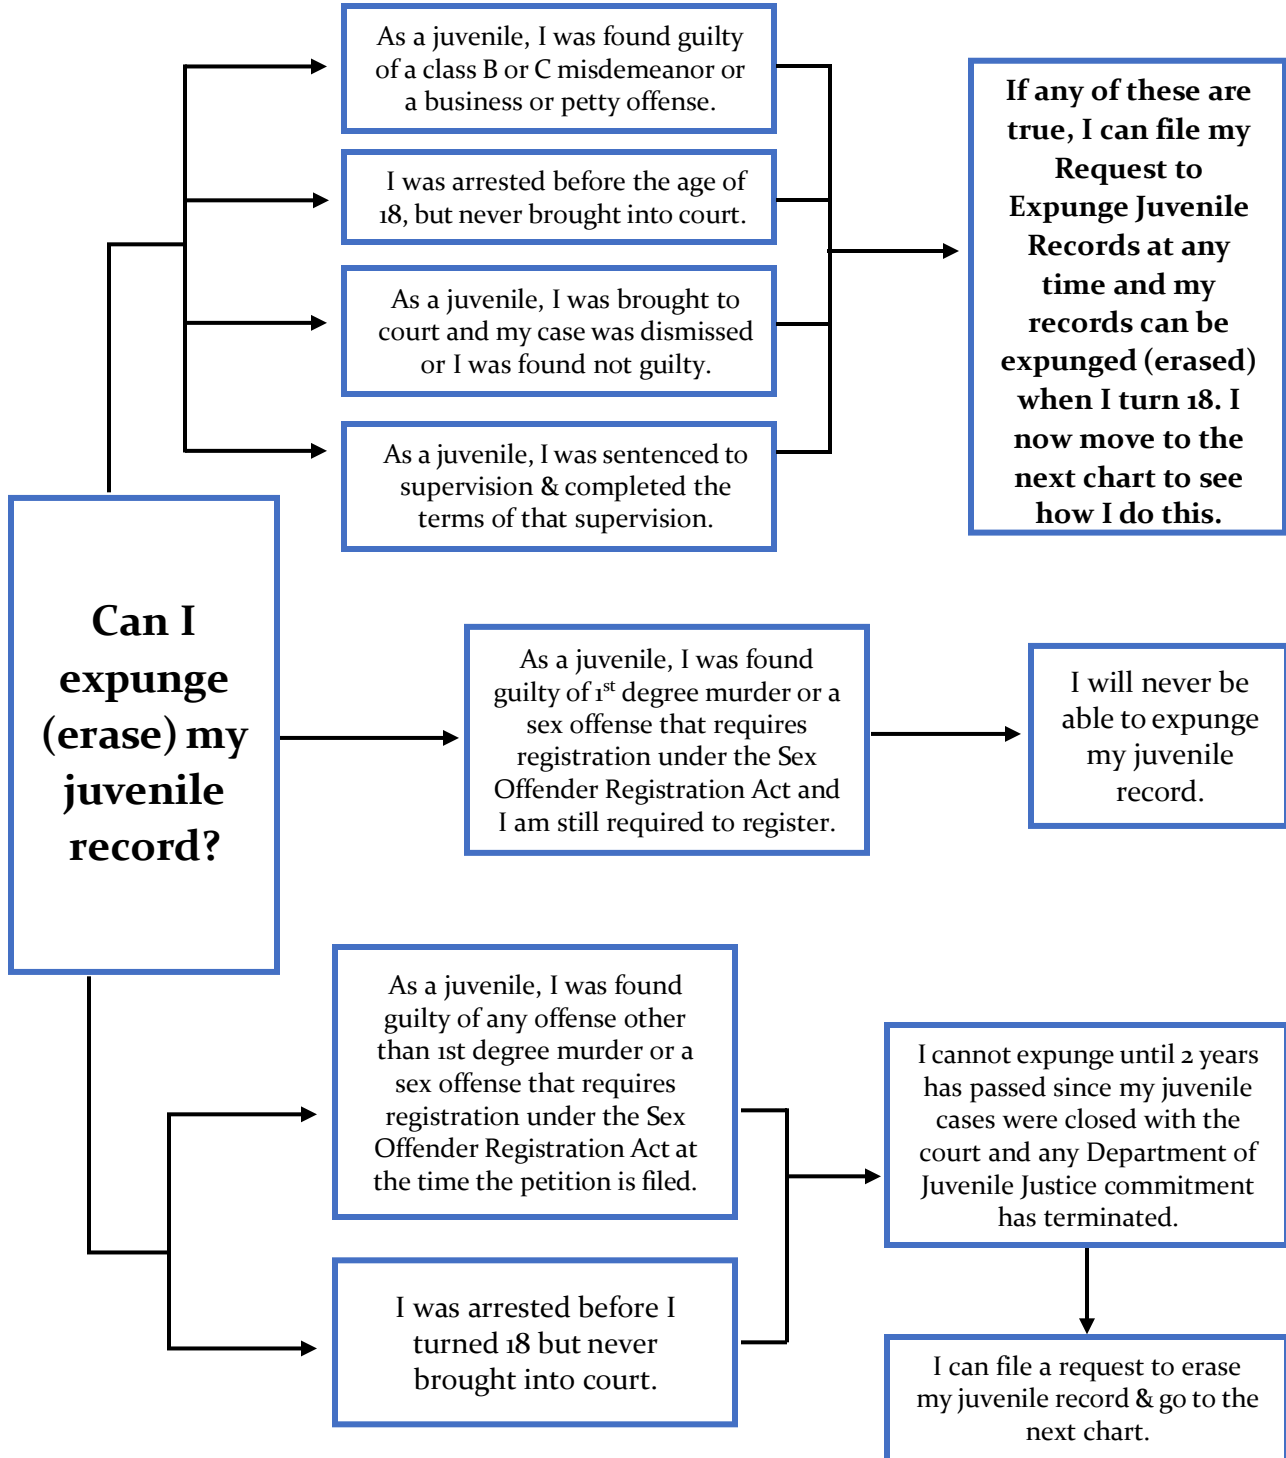 As a juvenile, I was found guilty
of a class B or C misdemeanor or
a business or petty offense.
I was arrested before the age of
18, but never brought into court.
As a juvenile, I was brought to
court and my case was dismissed
or I was found not guilty.
As a juvenile, I was sentenced to
supervision & completed the
terms of that supervision.
If any of these are
true, I can file my
Request to
Expunge Juvenile
Records at any
time and my
records can be
expunged (erased)
when I turn 18. I
now move to the
next chart to see
how I do this.
Can I
expunge
(erase) my
juvenile
record?
As a juvenile, I was found
guilty of 1st degree murder or a
sex offense that requires
registration under the Sex
Offender Registration Act and
I am still required to register.
I will never be
able to expunge
my juvenile
record.
As a juvenile, I was found
guilty of any offense other
than 1st degree murder or a
sex offense that requires
registration under the Sex
Offender Registration Act at
the time the petition is filed.
I was arrested before I
turned 18 but never
brought into court.
I cannot expunge until 2 years
has passed since my juvenile
cases were closed with the
court and any Department of
Juvenile Justice commitment
has terminated.
I can file a request to erase
my juvenile record & go to the
next chart.